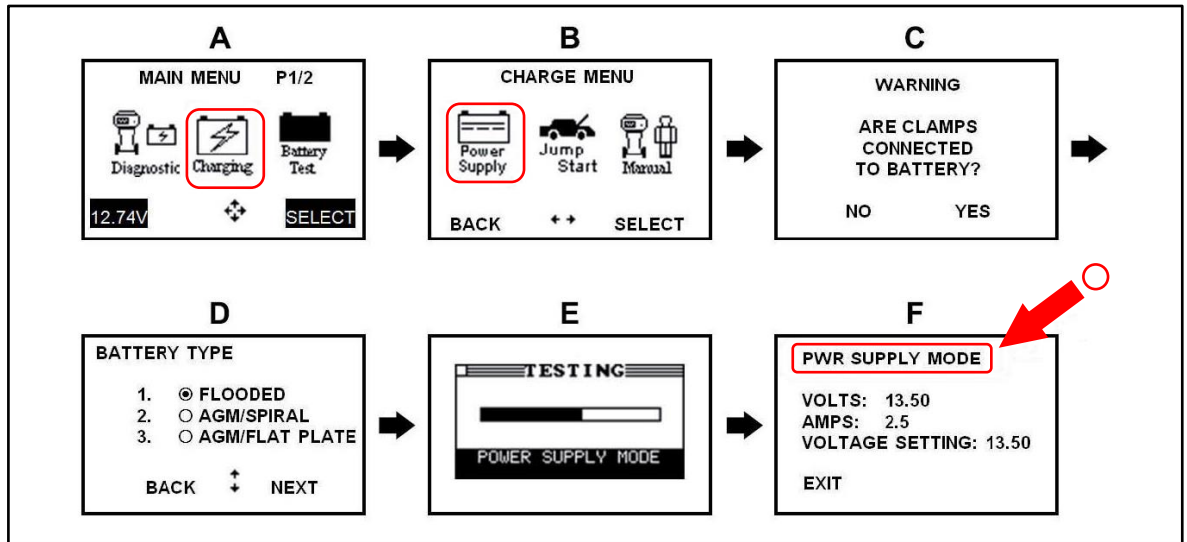 A
MAIN MENU P1/2
Diagnostic Charging Battery Test
12.74V SELECT
B
CHARGE MENU
Power Supply Jump Start Manual
BACK SELECT
C
WARNING
ARE CLAMPS
CONNECTED
TO BATTERY?
NO YES
D
BATTERY TYPE
1. FLOODED
2. AGM/SPIRAL
3. AGM/FLAT PLATE
BACK NEXT
E
TESTING
POWER SUPPLY MODE
F
PWR SUPPLY MODE
VOLTS: 13.50
AMPS: 2.5
VOLTAGE SETTING: 13.50
EXIT